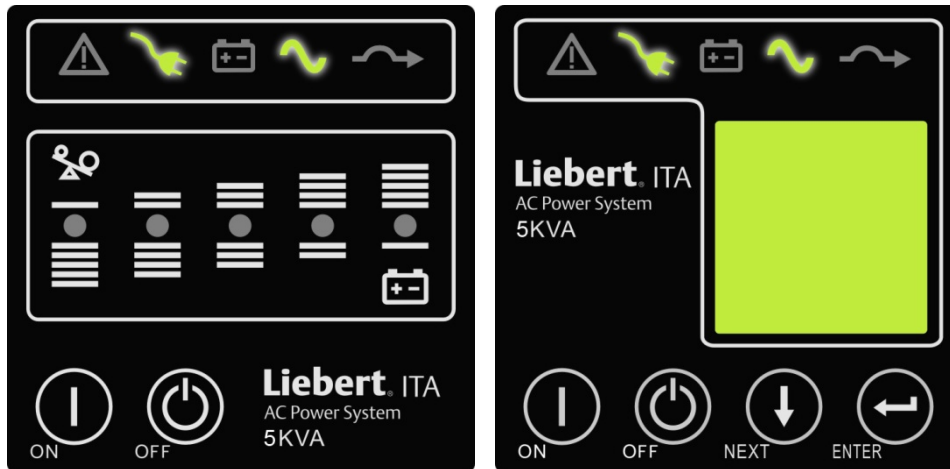 Liebert® ITA
AC Power System
5KVA
ON
OFF
Liebert® ITA
AC Power System
5KVA
ON
OFF
NEXT
ENTER